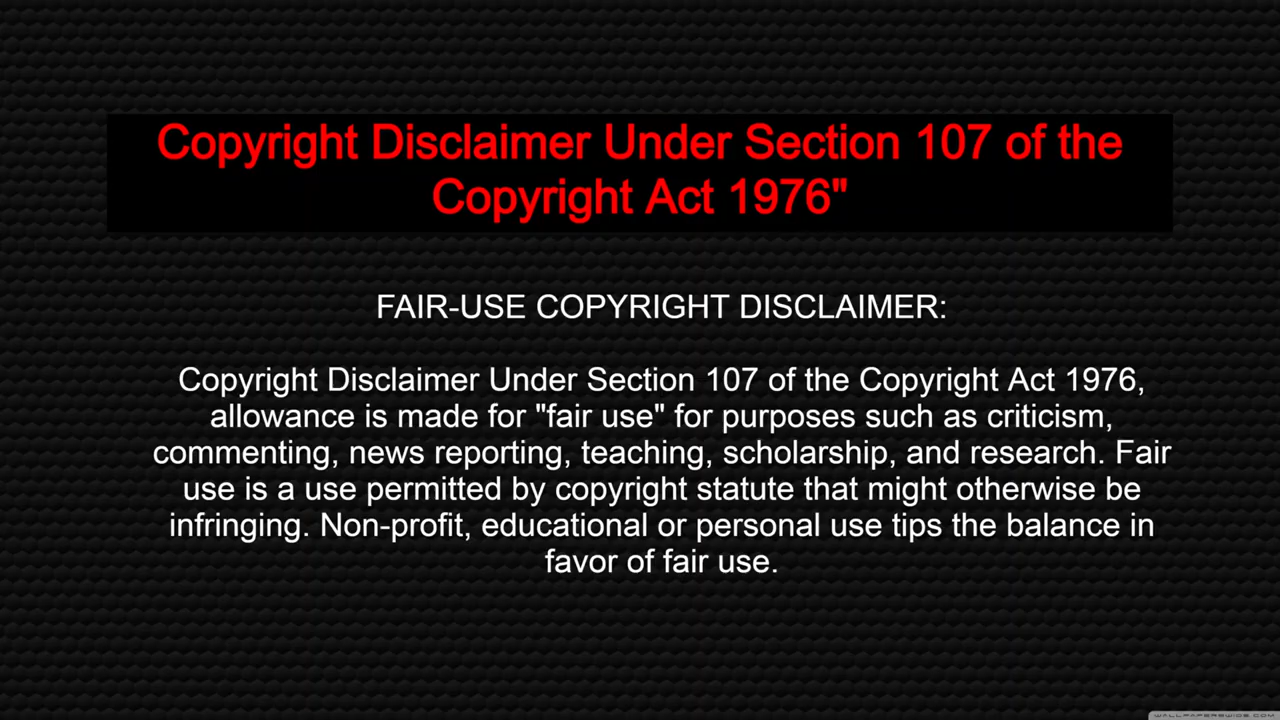 Copyright Disclaimer Under Section 107 of the
Copyright Act 1976"
FAIR-USE COPYRIGHT DISCLAIMER:
Copyright Disclaimer Under Section 107 of the Copyright Act 1976,
allowance is made for "fair use" for purposes such as criticism,
commenting, news reporting, teaching, scholarship, and research. Fair
use is a use permitted by copyright statute that might otherwise be
infringing. Non-profit, educational or personal use tips the balance in
favor of fair use.
WALLPAPERSWIDE.COM